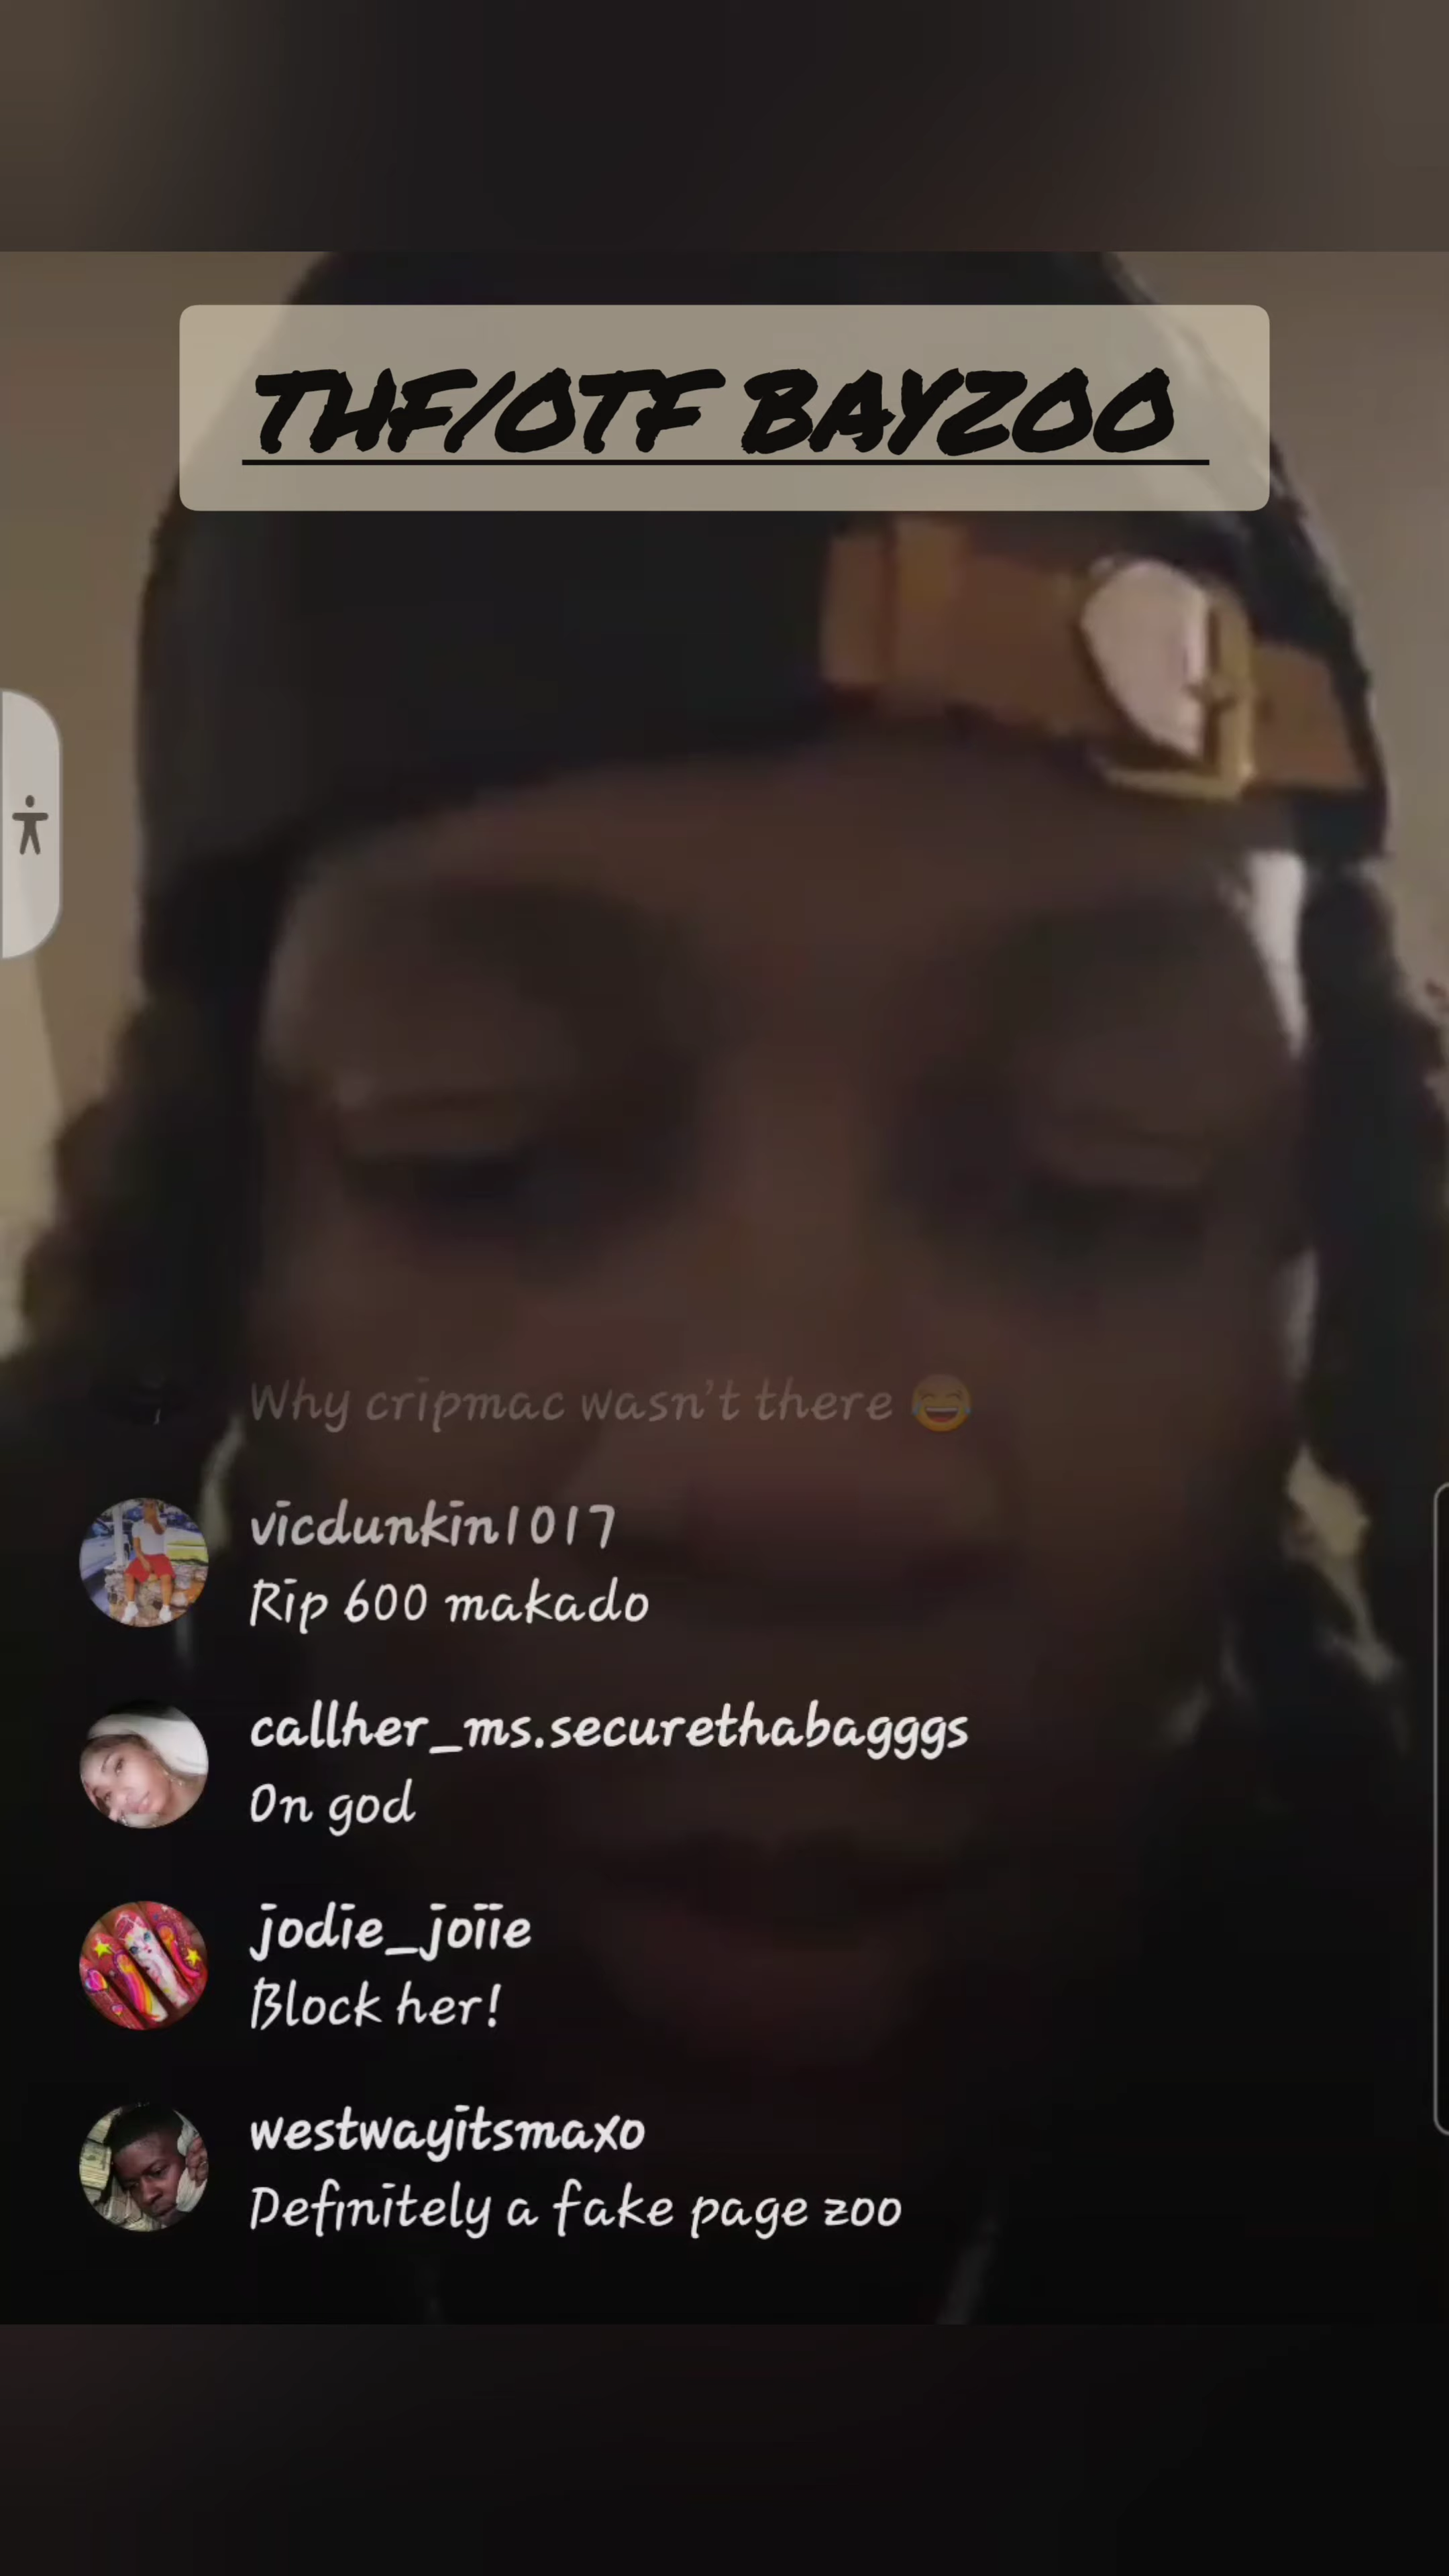 THF/OTF BAYZOO
Why cripmac wasn't there 😂
vicdunkin1017
Rip 600 makado
callher_ms.securethabagggs
On god
jodie_joiie
Block her!
westwayitsmaxo
Definitely a fake page zoo